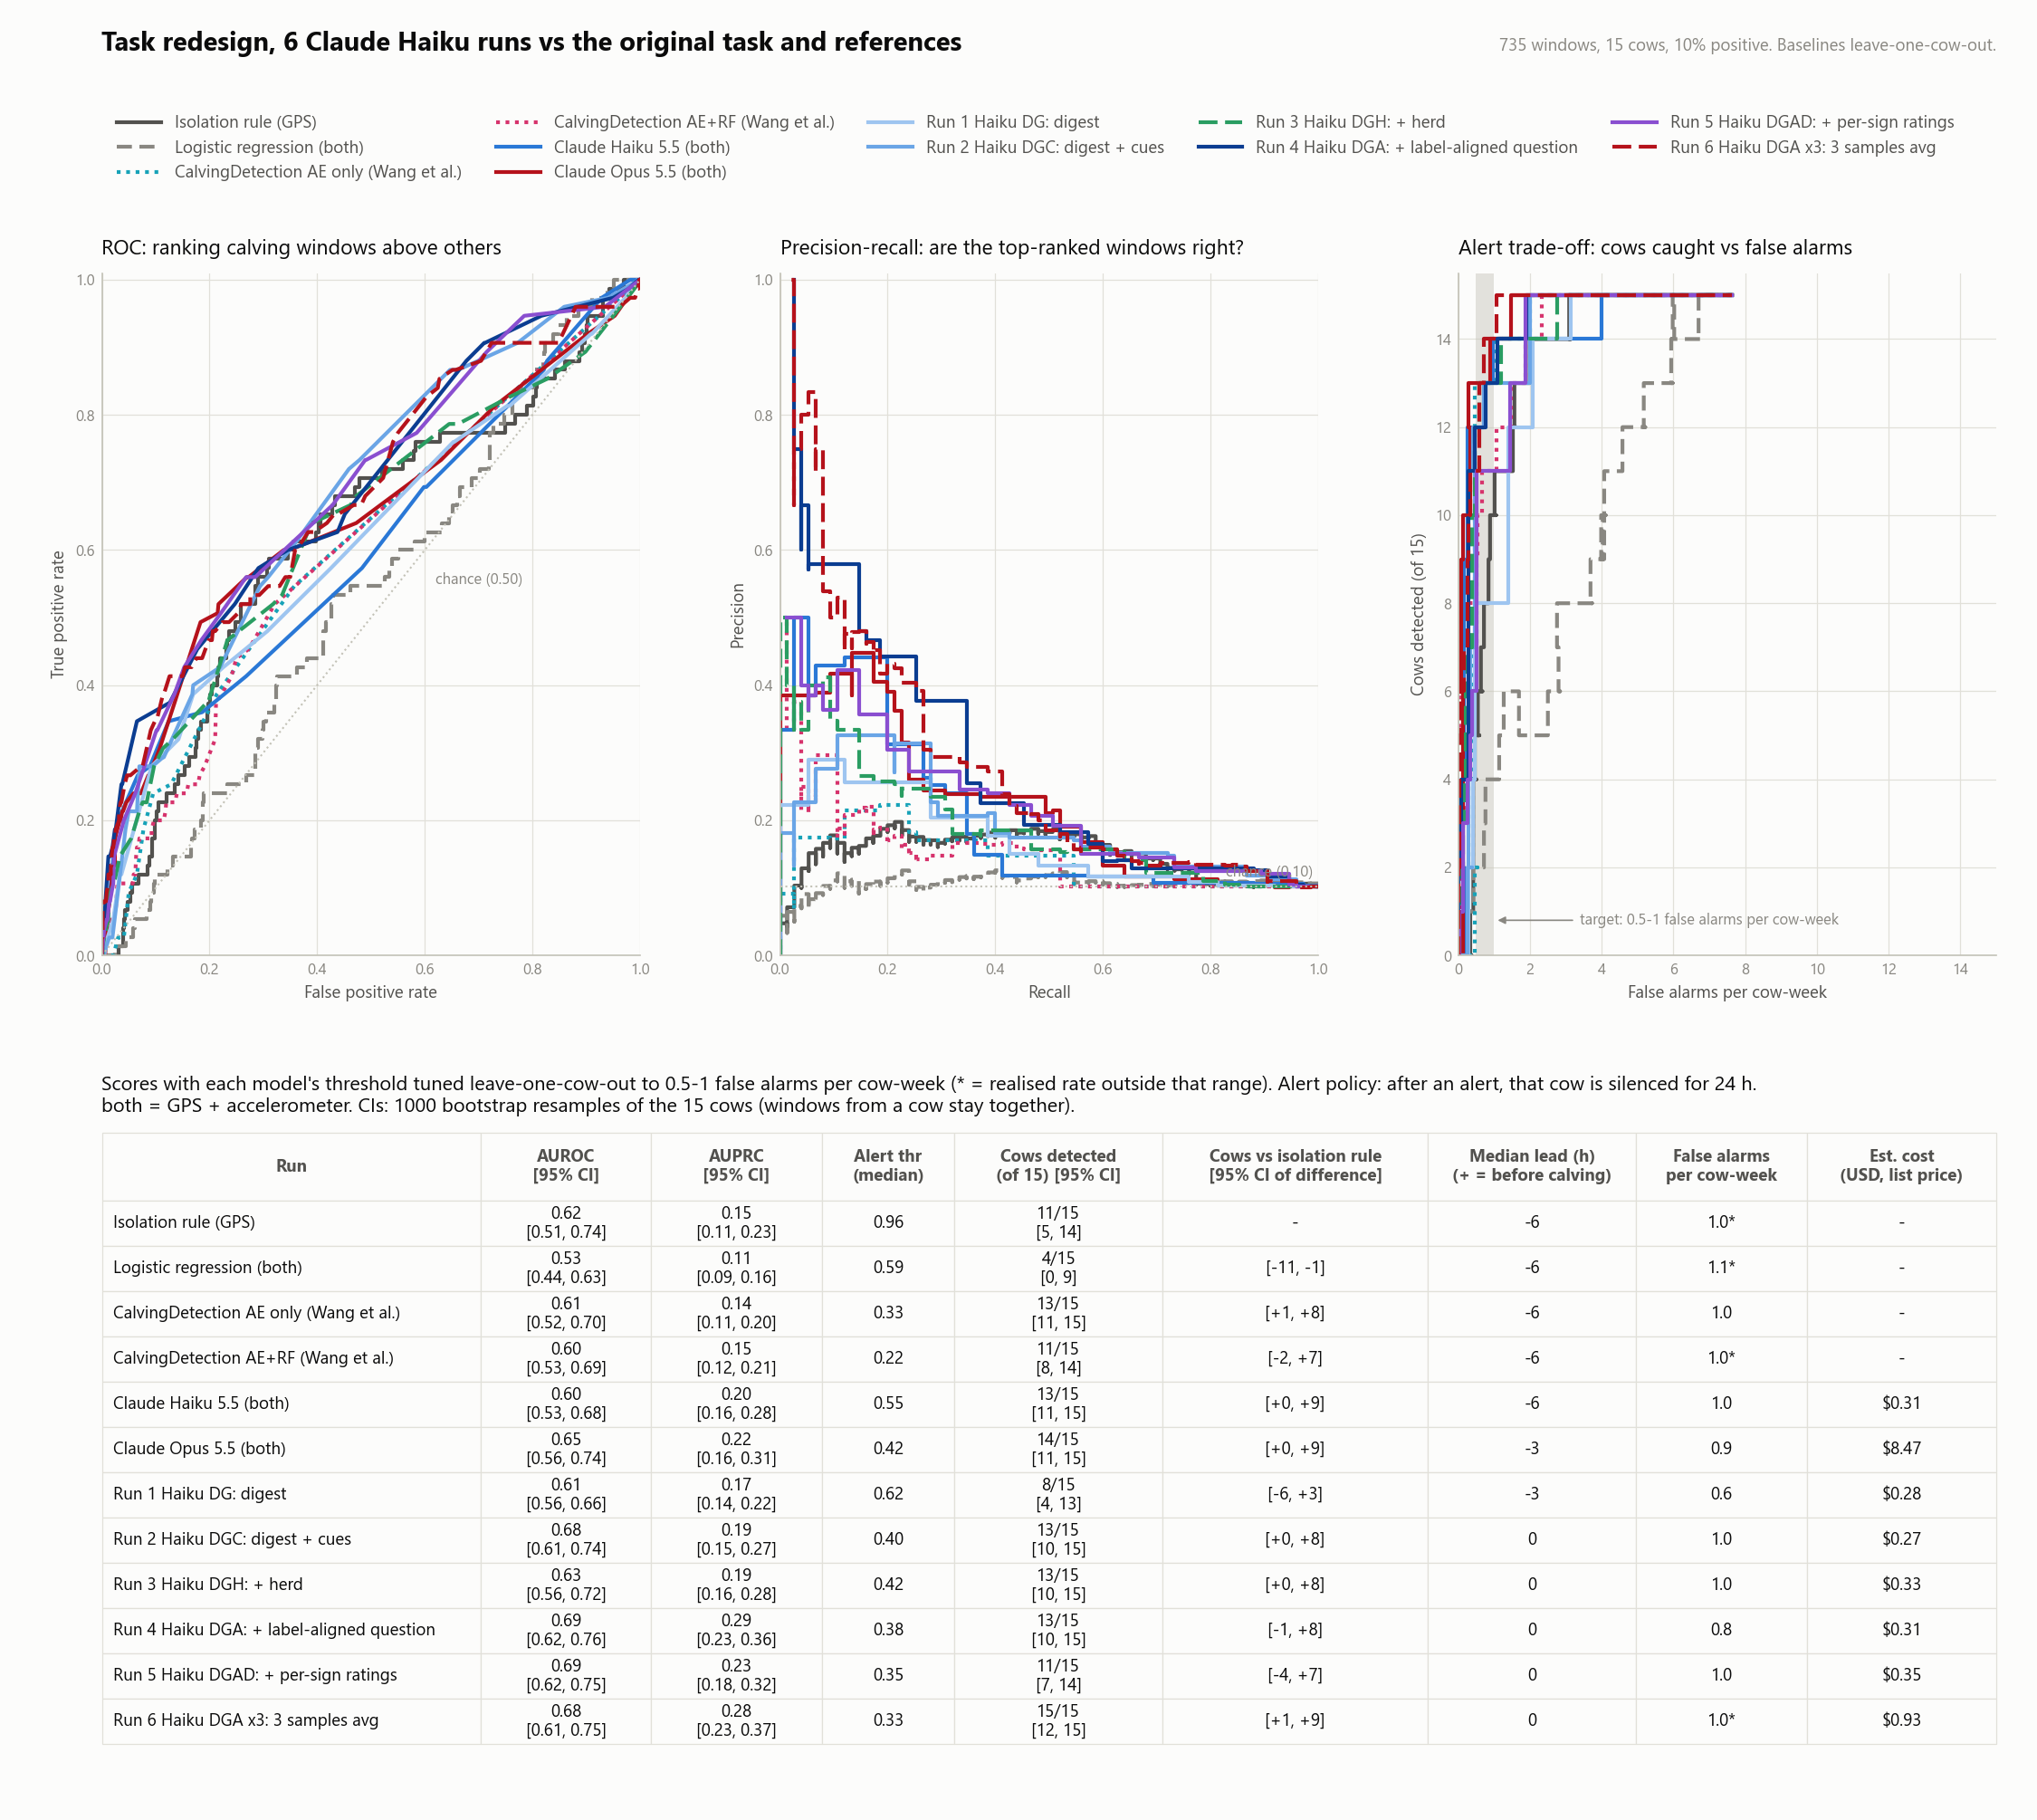 Task redesign, 6 Claude Haiku runs vs the original task and references
735 windows, 15 cows, 10% positive. Baselines leave-one-cow-out.
Isolation rule (GPS)
Logistic regression (both)
CalvingDetection AE only (Wang et al.)
CalvingDetection AE+RF (Wang et al.)
Claude Haiku 5.5 (both)
Claude Opus 5.5 (both)
Run 1 Haiku DG: digest
Run 2 Haiku DGC: digest + cues
Run 3 Haiku DGH: + herd
Run 4 Haiku DGA: + label-aligned question
Run 5 Haiku DGAD: + per-sign ratings
Run 6 Haiku DGA x3: 3 samples avg
ROC: ranking calving windows above others
1.0
0.8
0.6
0.4
0.2
0.0
True positive rate
chance (0.50)
0.0 0.2 0.4 0.6 0.8 1.0
False positive rate
Precision-recall: are the top-ranked windows right?
1.0
0.8
0.6
0.4
0.2
0.0
Precision
chance (0.10)
0.0 0.2 0.4 0.6 0.8 1.0
Recall
Alert trade-off: cows caught vs false alarms
14
12
10
8
6
4
2
0
Cows detected (of 15)
target: 0.5-1 false alarms per cow-week
0 2 4 6 8 10 12 14
False alarms per cow-week
Scores with each model's threshold tuned leave-one-cow-out to 0.5-1 false alarms per cow-week (* = realised rate outside that range). Alert policy: after an alert, that cow is silenced for 24 h.
both = GPS + accelerometer. CIs: 1000 bootstrap resamples of the 15 cows (windows from a cow stay together).
Run
AUROC
[95% CI]
AUPRC
[95% CI]
Alert thr
(median)
Cows detected
(of 15) [95% CI]
Cows vs isolation rule
[95% CI of difference]
Median lead (h)
(+ = before calving)
False alarms
per cow-week
Est. cost
(USD, list price)
Isolation rule (GPS)
0.62
[0.51, 0.74]
0.15
[0.11, 0.23]
0.96
11/15
[5, 14]
-
-6
1.0*
-
Logistic regression (both)
0.53
[0.44, 0.63]
0.11
[0.09, 0.16]
0.59
4/15
[0, 9]
[-11, -1]
-6
1.1*
-
CalvingDetection AE only (Wang et al.)
0.61
[0.52, 0.70]
0.14
[0.11, 0.20]
0.33
13/15
[11, 15]
[+1, +8]
-6
1.0
-
CalvingDetection AE+RF (Wang et al.)
0.60
[0.53, 0.69]
0.15
[0.12, 0.21]
0.22
11/15
[8, 14]
[-2, +7]
-6
1.0*
-
Claude Haiku 5.5 (both)
0.60
[0.53, 0.68]
0.20
[0.16, 0.28]
0.55
13/15
[11, 15]
[+0, +9]
-6
1.0
$0.31
Claude Opus 5.5 (both)
0.65
[0.56, 0.74]
0.22
[0.16, 0.31]
0.42
14/15
[11, 15]
[+0, +9]
-3
0.9
$8.47
Run 1 Haiku DG: digest
0.61
[0.56, 0.66]
0.17
[0.14, 0.22]
0.62
8/15
[4, 13]
[-6, +3]
-3
0.6
$0.28
Run 2 Haiku DGC: digest + cues
0.68
[0.61, 0.74]
0.19
[0.15, 0.27]
0.40
13/15
[10, 15]
[+0, +8]
0
1.0
$0.27
Run 3 Haiku DGH: + herd
0.63
[0.56, 0.72]
0.19
[0.16, 0.28]
0.42
13/15
[10, 15]
[+0, +8]
0
1.0
$0.33
Run 4 Haiku DGA: + label-aligned question
0.69
[0.62, 0.76]
0.29
[0.23, 0.36]
0.38
13/15
[10, 15]
[-1, +8]
0
0.8
$0.31
Run 5 Haiku DGAD: + per-sign ratings
0.69
[0.62, 0.75]
0.23
[0.18, 0.32]
0.35
11/15
[7, 14]
[-4, +7]
0
1.0
$0.35
Run 6 Haiku DGA x3: 3 samples avg
0.68
[0.61, 0.75]
0.28
[0.23, 0.37]
0.33
15/15
[12, 15]
[+1, +9]
0
1.0*
$0.93